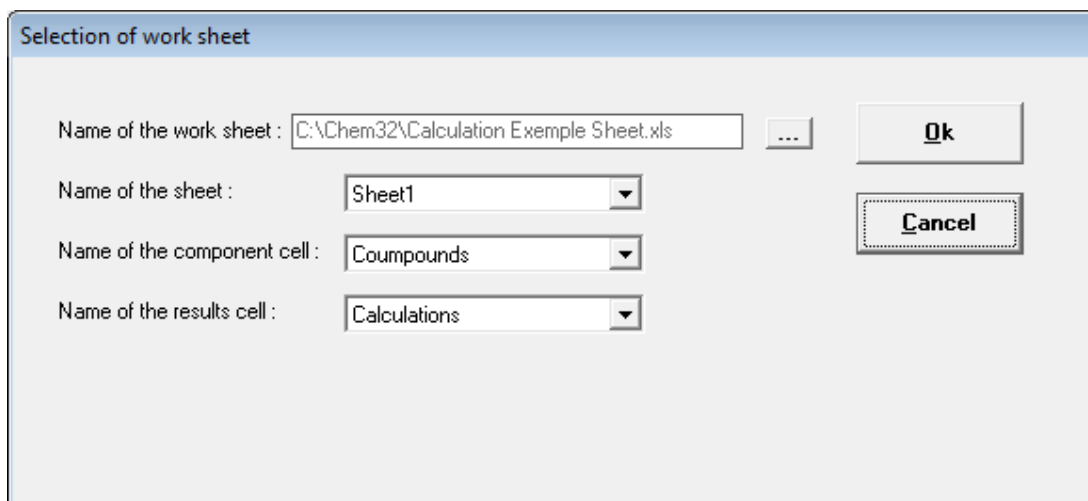 Selection of work sheet
Name of the work sheet : C:\Chem32\Calculation Exemple Sheet.xls ... Ok
Name of the sheet : Sheet1
Cancel
Name of the component cell : Coumpounds
Name of the results cell : Calculations